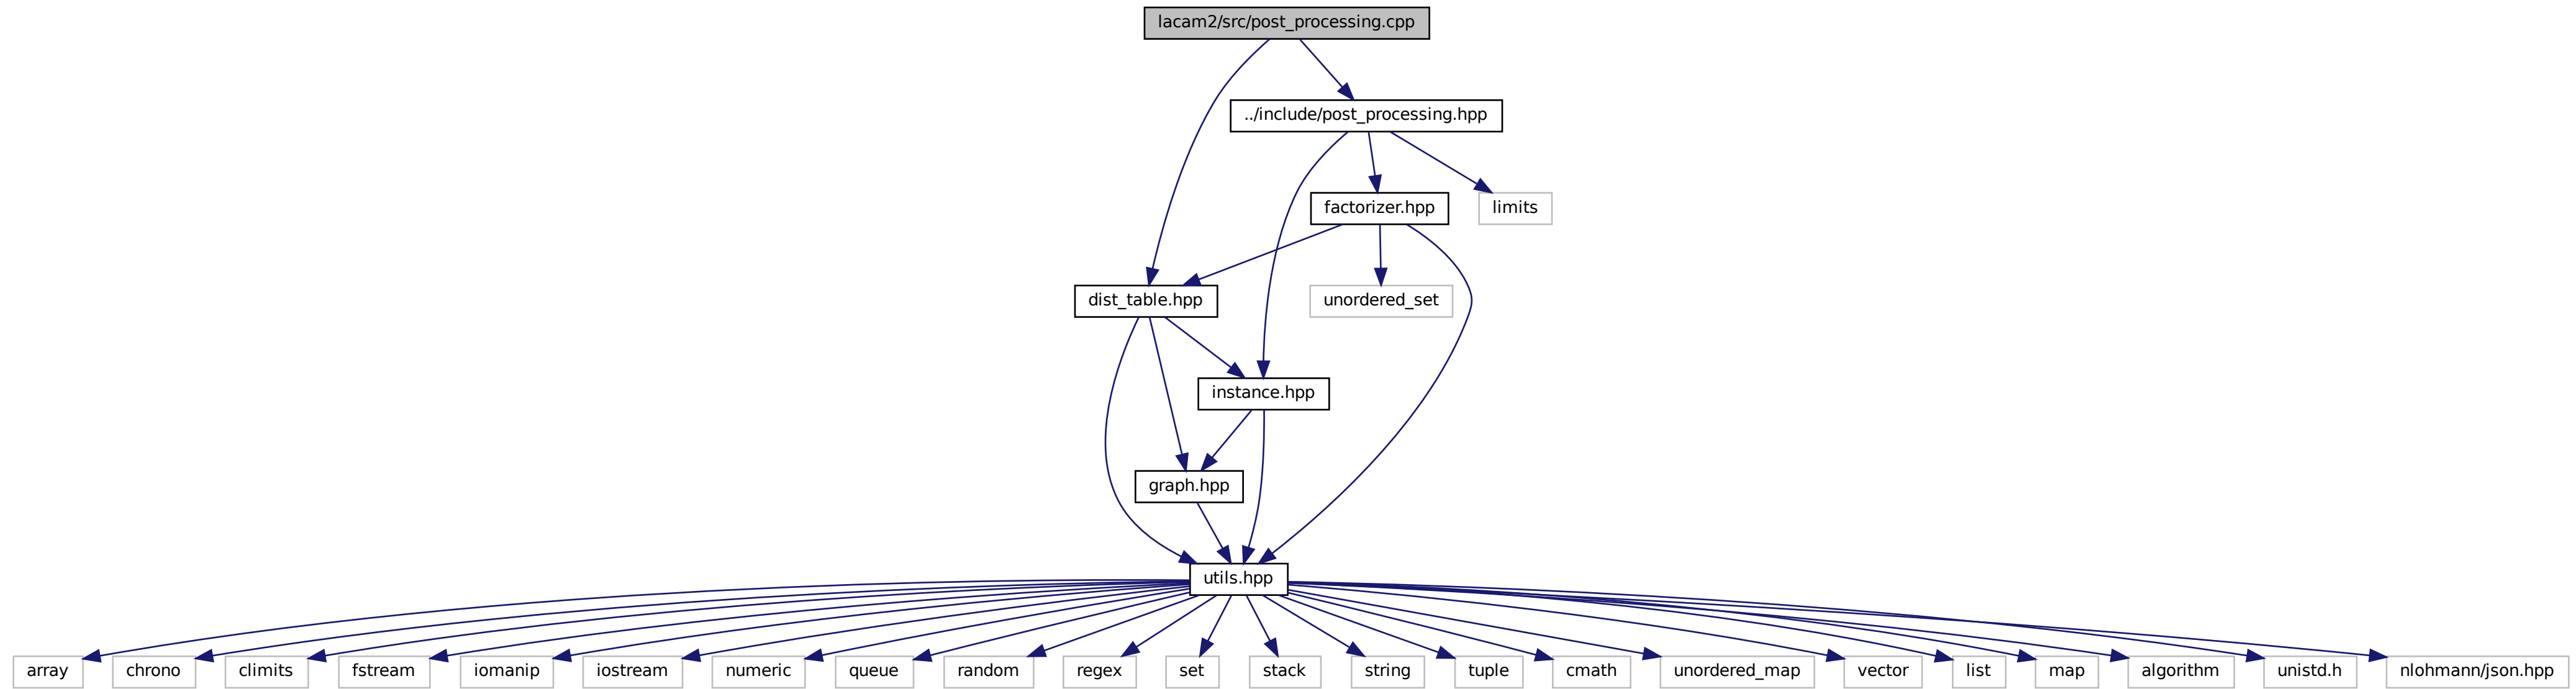 lacam2/src/post_processing.cpp
../include/post_processing.hpp
factorizer.hpp
limits
dist_table.hpp
unordered_set
instance.hpp
graph.hpp
utils.hpp
array
chrono
climits
fstream
iomanip
iostream
numeric
queue
random
regex
set
stack
string
tuple
cmath
unordered_map
vector
list
map
algorithm
unistd.h
nlohmann/json.hpp